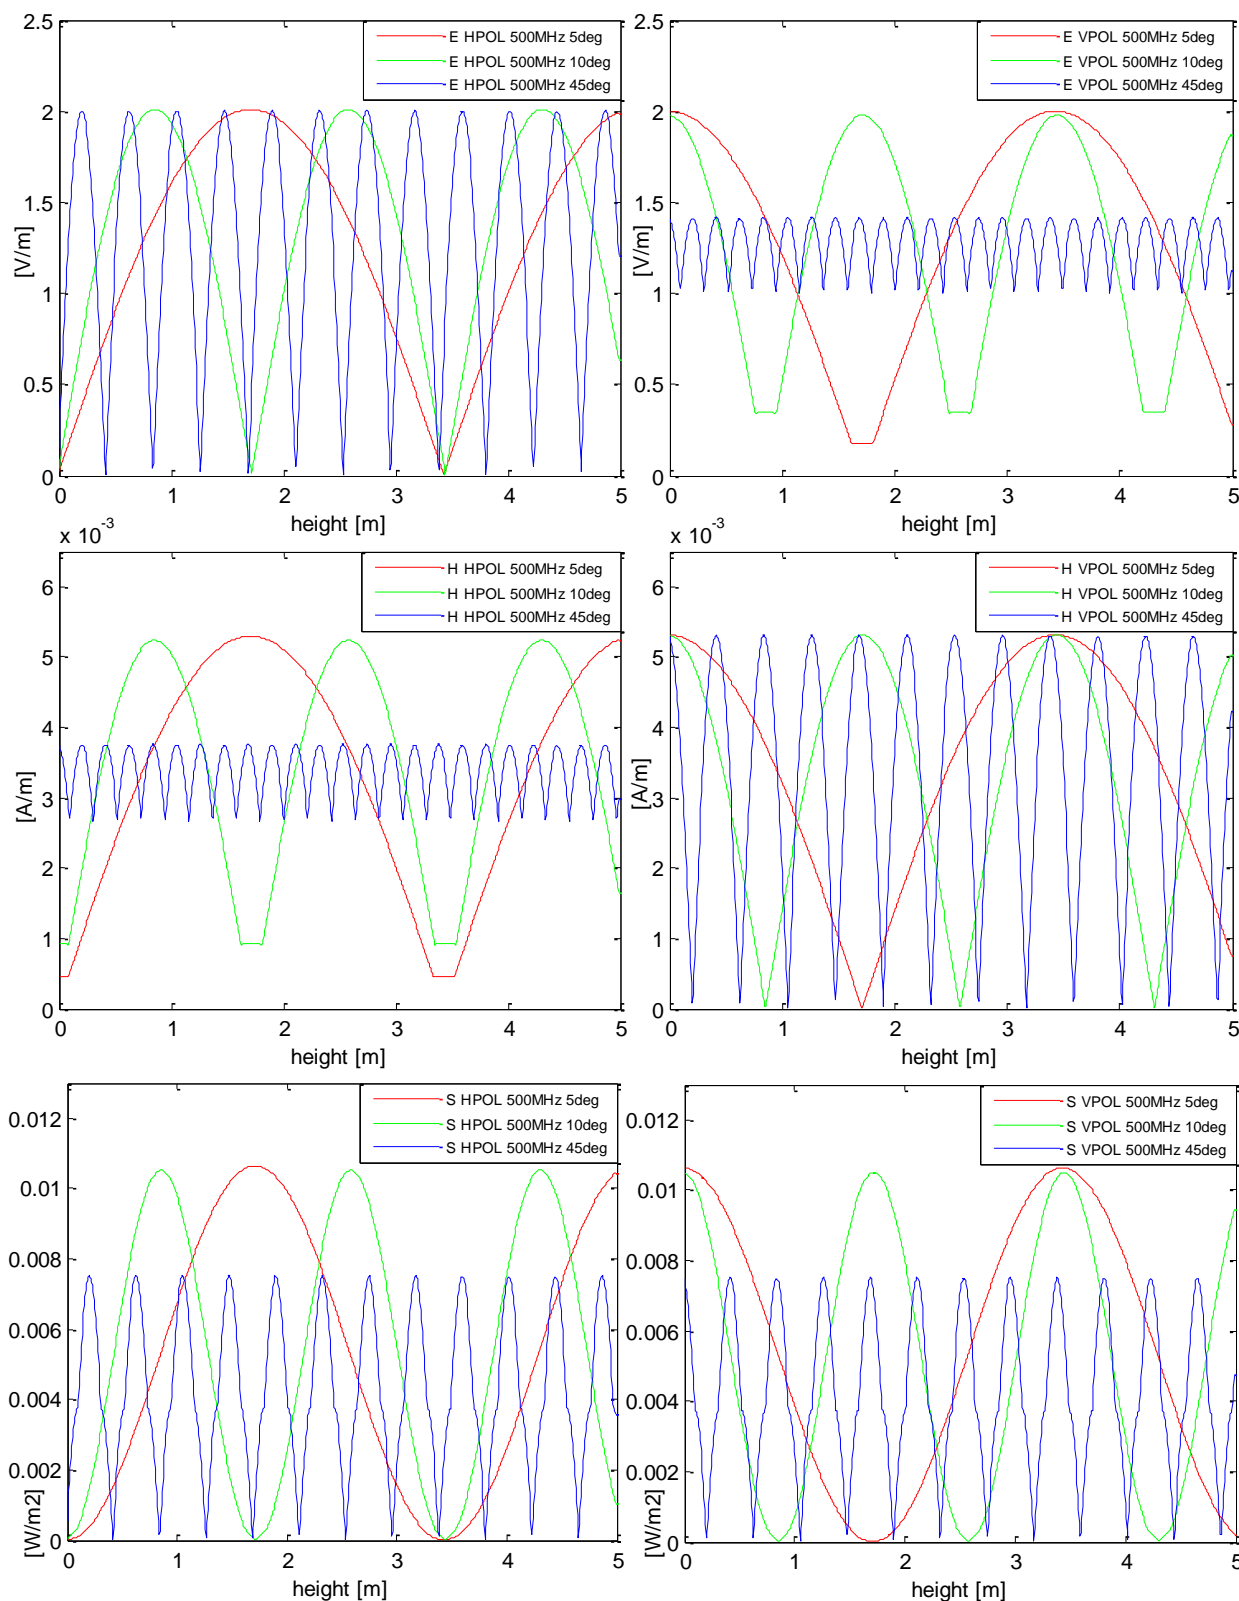 2.5
2
1.5
1
0.5
0
[V/m]
E HPOL 500MHz 5deg
E HPOL 500MHz 10deg
E HPOL 500MHz 45deg
0 1 2 3 4 5
height [m]
2.5
2
1.5
1
0.5
0
[V/m]
E VPOL 500MHz 5deg
E VPOL 500MHz 10deg
E VPOL 500MHz 45deg
0 1 2 3 4 5
height [m]
x 10-3
6
5
4
3
2
1
0
[A/m]
H HPOL 500MHz 5deg
H HPOL 500MHz 10deg
H HPOL 500MHz 45deg
0 1 2 3 4 5
height [m]
x 10-3
6
5
4
3
2
1
0
[A/m]
H VPOL 500MHz 5deg
H VPOL 500MHz 10deg
H VPOL 500MHz 45deg
0 1 2 3 4 5
height [m]
0.012
0.01
0.008
0.006
0.004
0.002
0
[W/m2]
S HPOL 500MHz 5deg
S HPOL 500MHz 10deg
S HPOL 500MHz 45deg
0 1 2 3 4 5
height [m]
0.012
0.01
0.008
0.006
0.004
0.002
0
[W/m2]
S VPOL 500MHz 5deg
S VPOL 500MHz 10deg
S VPOL 500MHz 45deg
0 1 2 3 4 5
height [m]